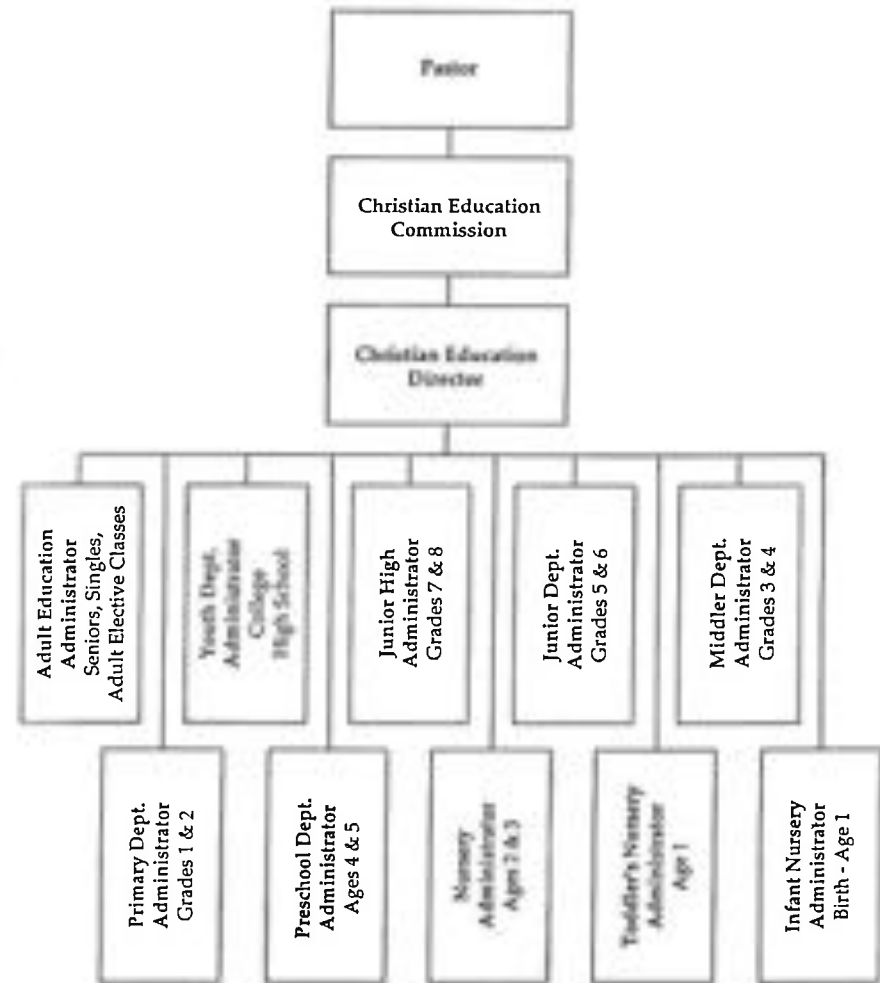 Pastor
Christian Education
Commission
Christian Education
Director
Adult Education
Administrator
Seniors, Singles,
Adult Elective Classes
Youth Dept.
Administrator
College
High School
Junior High
Administrator
Grades 7 & 8
Junior Dept.
Administrator
Grades 5 & 6
Middler Dept.
Administrator
Grades 3 & 4
Primary Dept.
Administrator
Grades 1 & 2
Preschool Dept.
Administrator
Ages 4 & 5
Nursery
Administrator
Ages 2 & 3
Toddler's Nursery
Administrator
Age 1
Infant Nursery
Administrator
Birth - Age 1